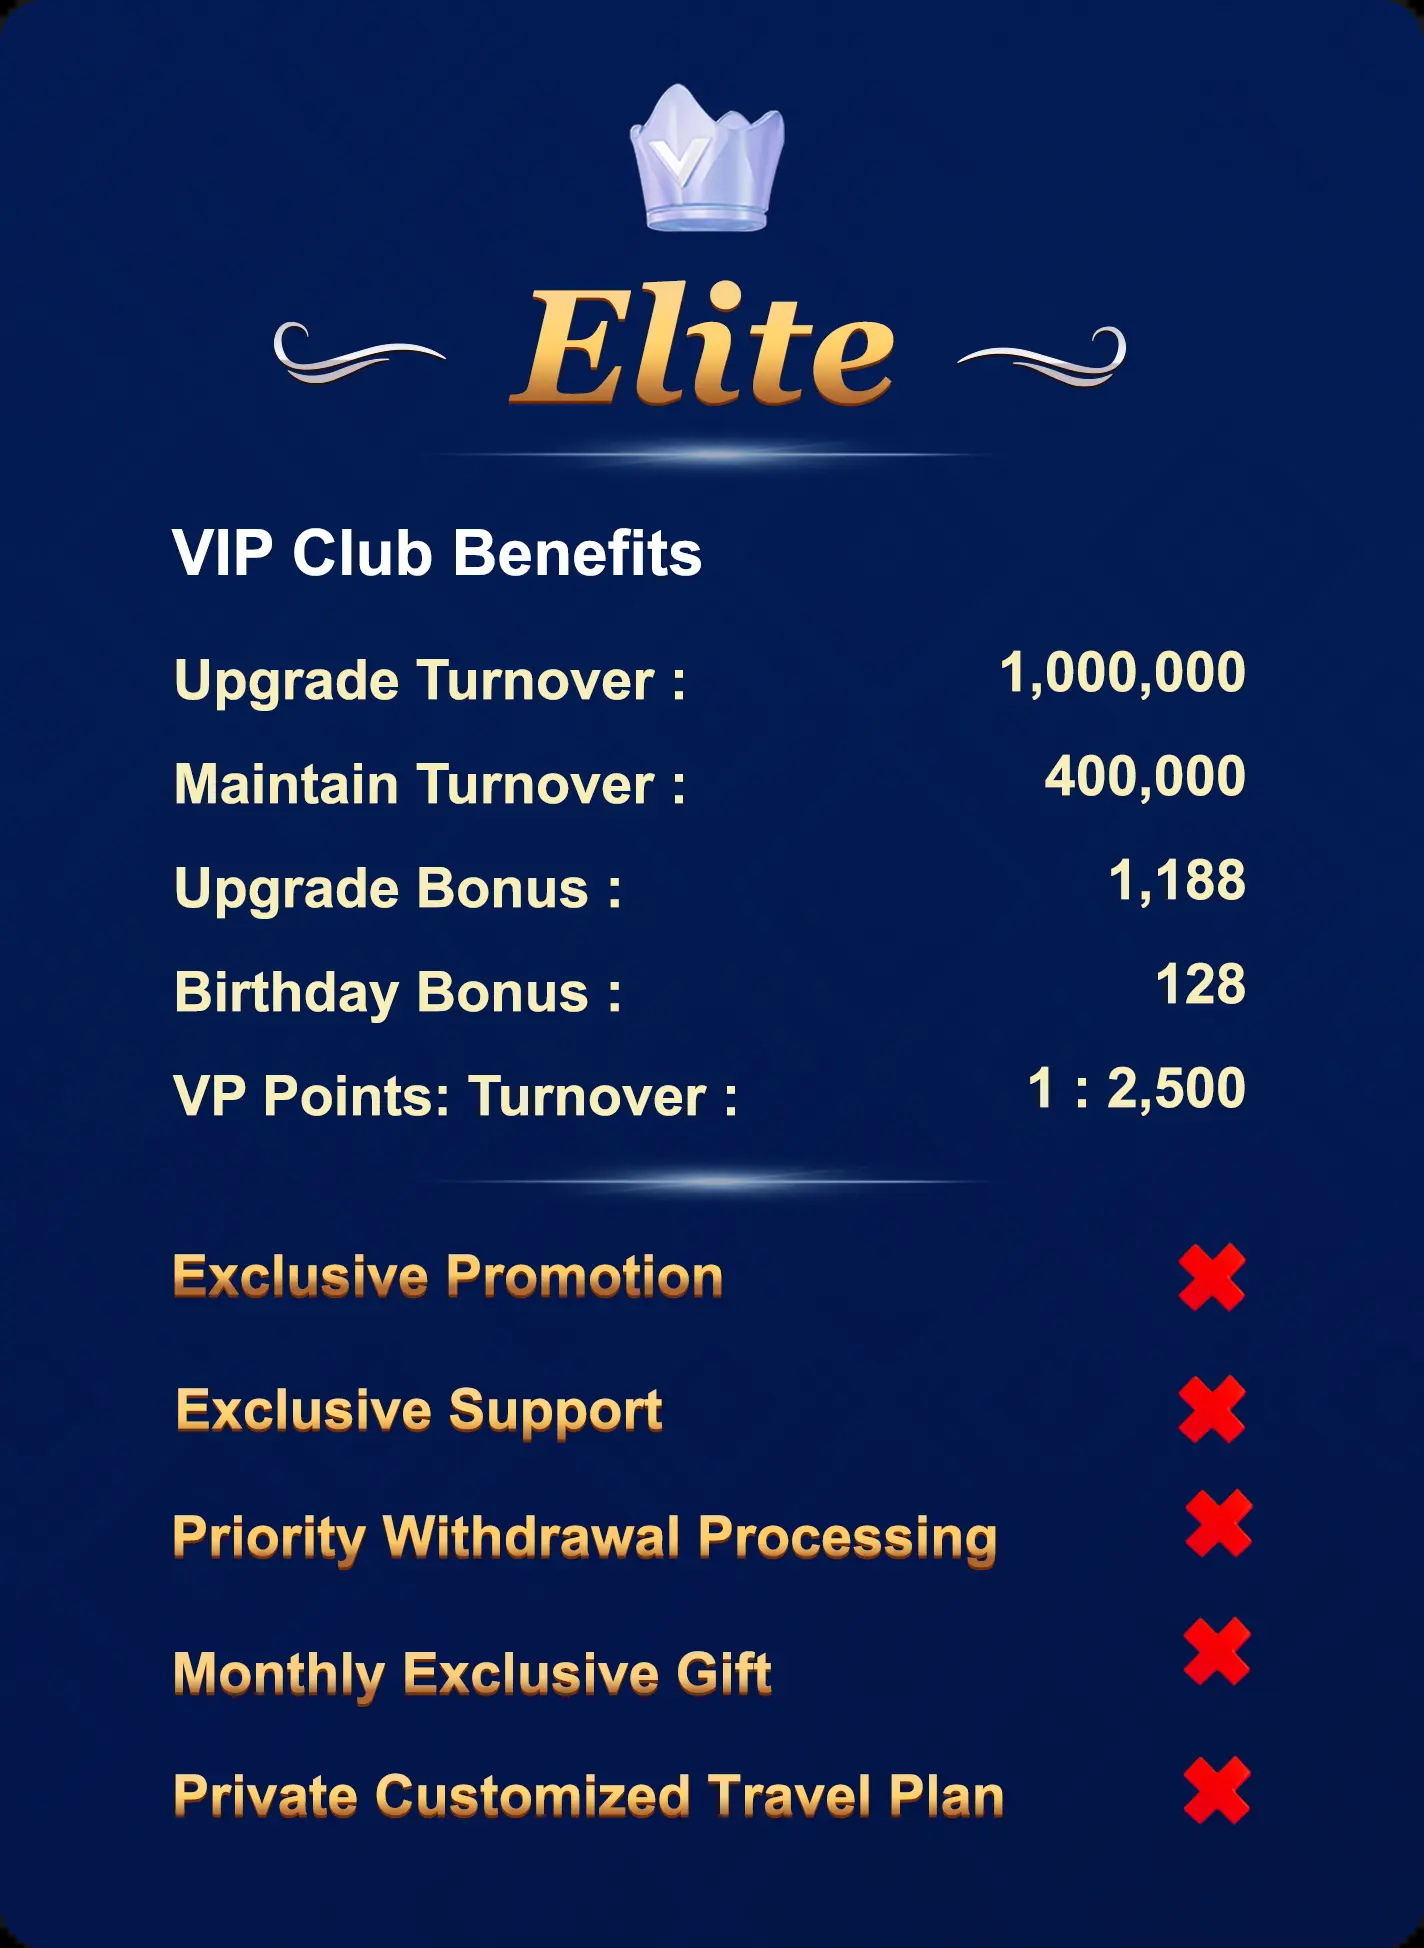 V
Elite
VIP Club Benefits
Upgrade Turnover : 1,000,000
Maintain Turnover : 400,000
Upgrade Bonus : 1,188
Birthday Bonus : 128
VP Points: Turnover : 1 : 2,500
Exclusive Promotion
Exclusive Support
Priority Withdrawal Processing
Monthly Exclusive Gift
Private Customized Travel Plan